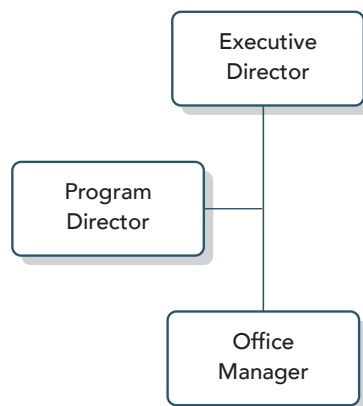 Executive
Director
Program
Director
Office
Manager